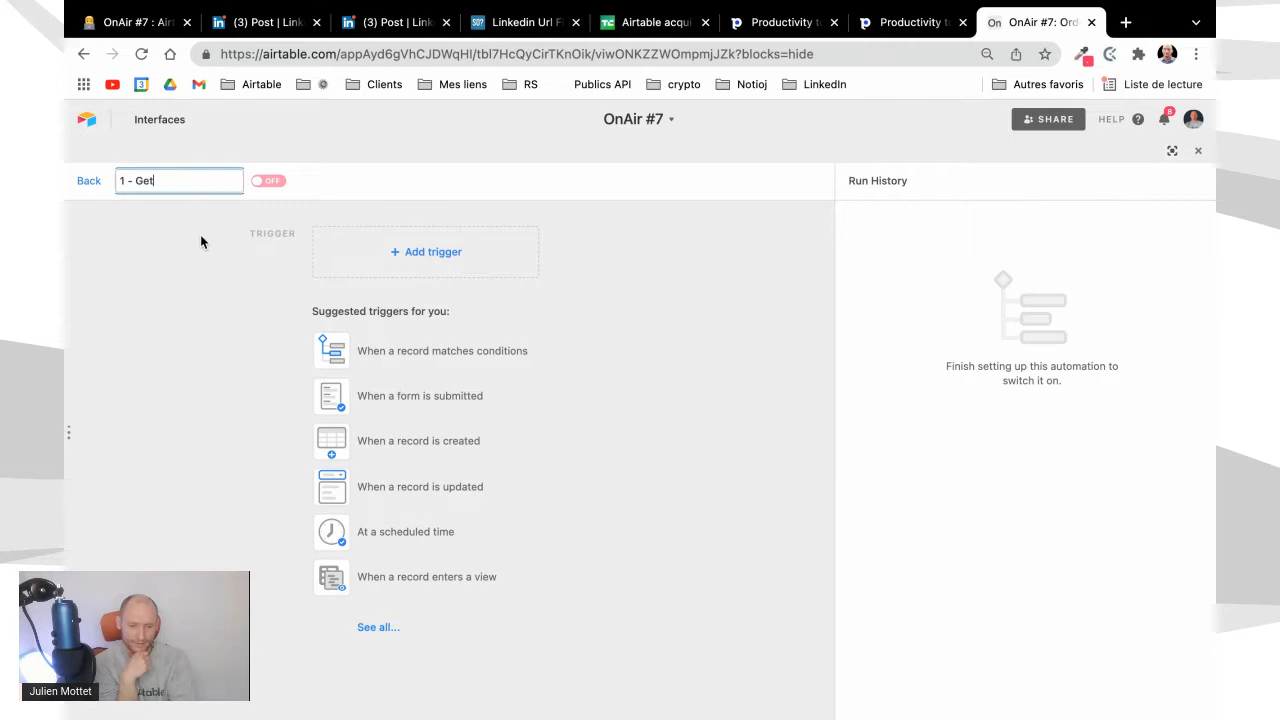 OnAir #7 : Airt
(3) Post | Link
(3) Post | Link
Linkedin Url F
Airtable acqui
Productivity t
Productivity t
On OnAir #7: Ord
https://airtable.com/appAyd6gVhCJDWqHI/tbl7HcQyCirTKnOik/viwONKZZWOmpmjJZk?blocks=hide
Airtable
Clients
Mes liens
RS
Publics API
crypto
Notioj
LinkedIn
Autres favoris
Liste de lecture
Interfaces
OnAir #7
SHARE
HELP
8
Back
1 - Get
OFF
Run History
TRIGGER
+ Add trigger
Suggested triggers for you:
When a record matches conditions
When a form is submitted
When a record is created
When a record is updated
At a scheduled time
When a record enters a view
See all...
Finish setting up this automation to
switch it on.
Julien Mottet